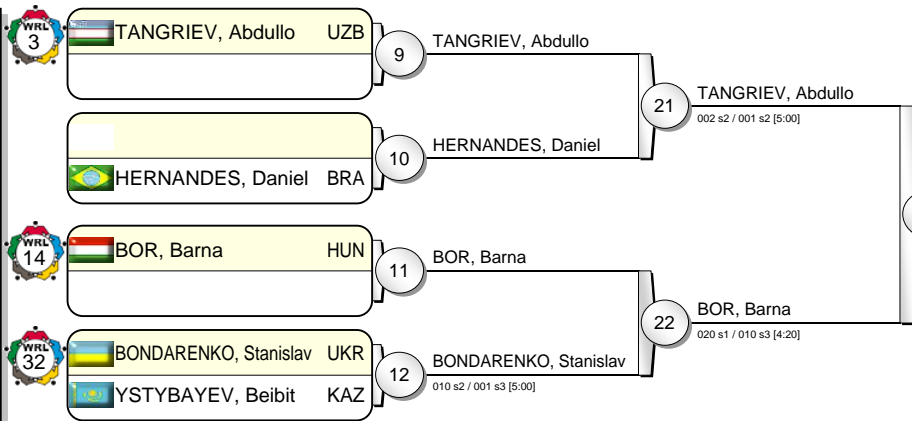 WRL
3
TANGRIEV, Abdullo UZB
9
TANGRIEV, Abdullo
21
TANGRIEV, Abdullo
002 s2 / 001 s2 [5:00]
10
HERNANDES, Daniel
HERNANDES, Daniel BRA
WRL
14
BOR, Barna HUN
11
BOR, Barna
22
BOR, Barna
020 s1 / 010 s3 [4:20]
WRL
32
BONDARENKO, Stanislav UKR
12
BONDARENKO, Stanislav
010 s2 / 001 s3 [5:00]
YSTYBAYEV, Beibit KAZ